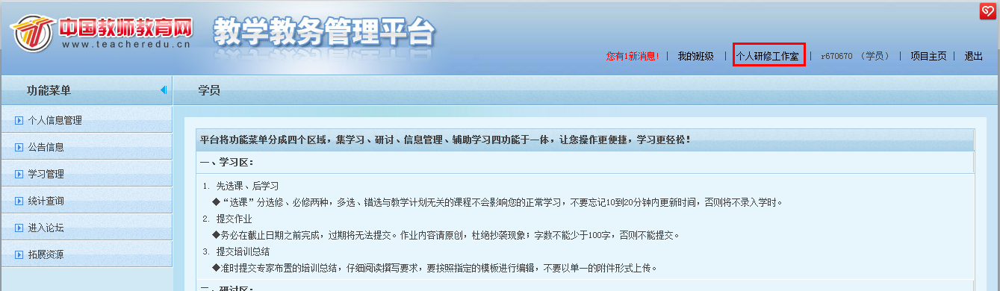 中国教师教育网
www.teacheredu.cn
教学教务管理平台
您有1新消息! | 我的班级 | 个人研修工作室 | r670670 (学员) | 项目主页 | 退出
功能菜单
学员
个人信息管理
公告信息
学习管理
统计查询
进入论坛
拓展资源
平台将功能菜单分成四个区域，集学习、研讨、信息管理、辅助学习四功能于一体，让您操作更便捷，学习更轻松！
一、学习区：
1. 先选课、后学习
◆“选课”分选修、必修两种，多选、错选与教学计划无关的课程不会影响您的正常学习，不要忘记10到20分钟内更新时间，否则将不录入学时。
2. 提交作业
◆务必在截止日期之前完成，过期将无法提交。作业内容请原创，杜绝抄袭现象；字数不能少于100字，否则不能提交。
3. 提交培训总结
◆准时提交专家布置的培训总结，仔细阅读撰写要求，要按照指定的模板进行编辑，不要以单一的附件形式上传。
二、研讨区：